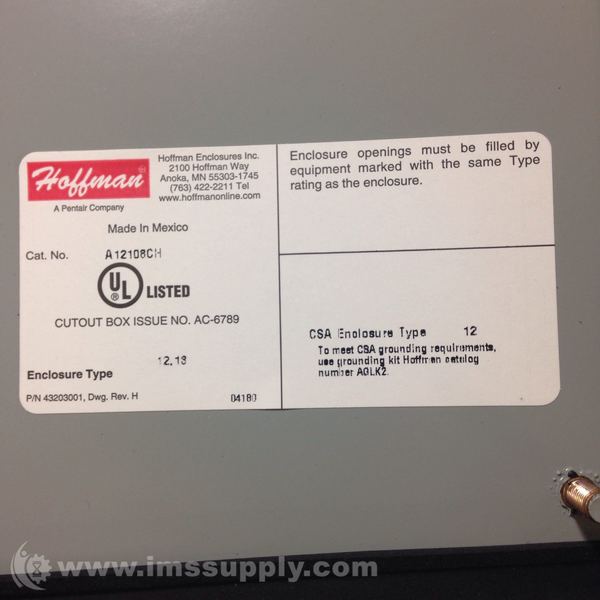 Hoffman®
A Pentair Company
Hoffman Enclosures Inc.
2100 Hoffman Way
Anoka, MN 55303-1745
(763) 422-2211 Tel
www.hoffmanonline.com
Made In Mexico
Cat. No. A12108CH
UL® LISTED
CUTOUT BOX ISSUE NO. AC-6789
Enclosure Type 12,13
P/N 43203001, Dwg. Rev. H 04180
Enclosure openings must be filled by
equipment marked with the same Type
rating as the enclosure.
CSA Enclosure Type 12
To meet CSA grounding requirements,
use grounding kit Hoffman catalog
number AGLK2.
www.imssupply.com